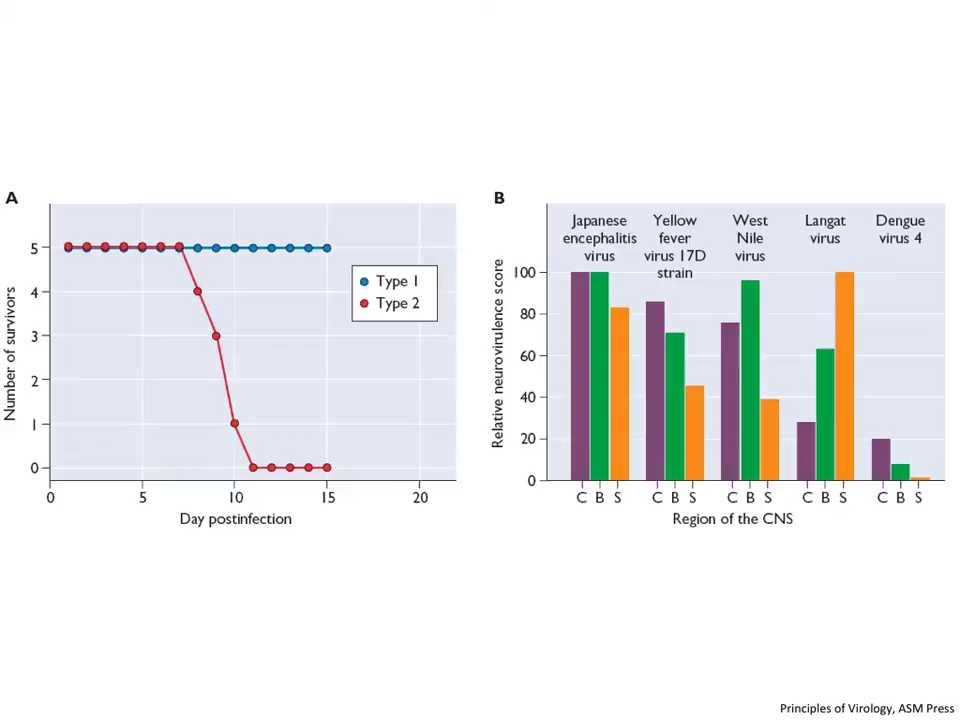 A
Number of survivors
5
4
3
2
1
0
0
5
10
15
20
Day postinfection
Type 1
Type 2
B
Relative neurovirulence score
100
80
60
40
20
0
Japanese
encephalitis
virus
Yellow
fever
virus 17D
strain
West
Nile
virus
Langat
virus
Dengue
virus 4
C B S
C B S
C B S
C B S
C B S
Region of the CNS
Principles of Virology, ASM Press